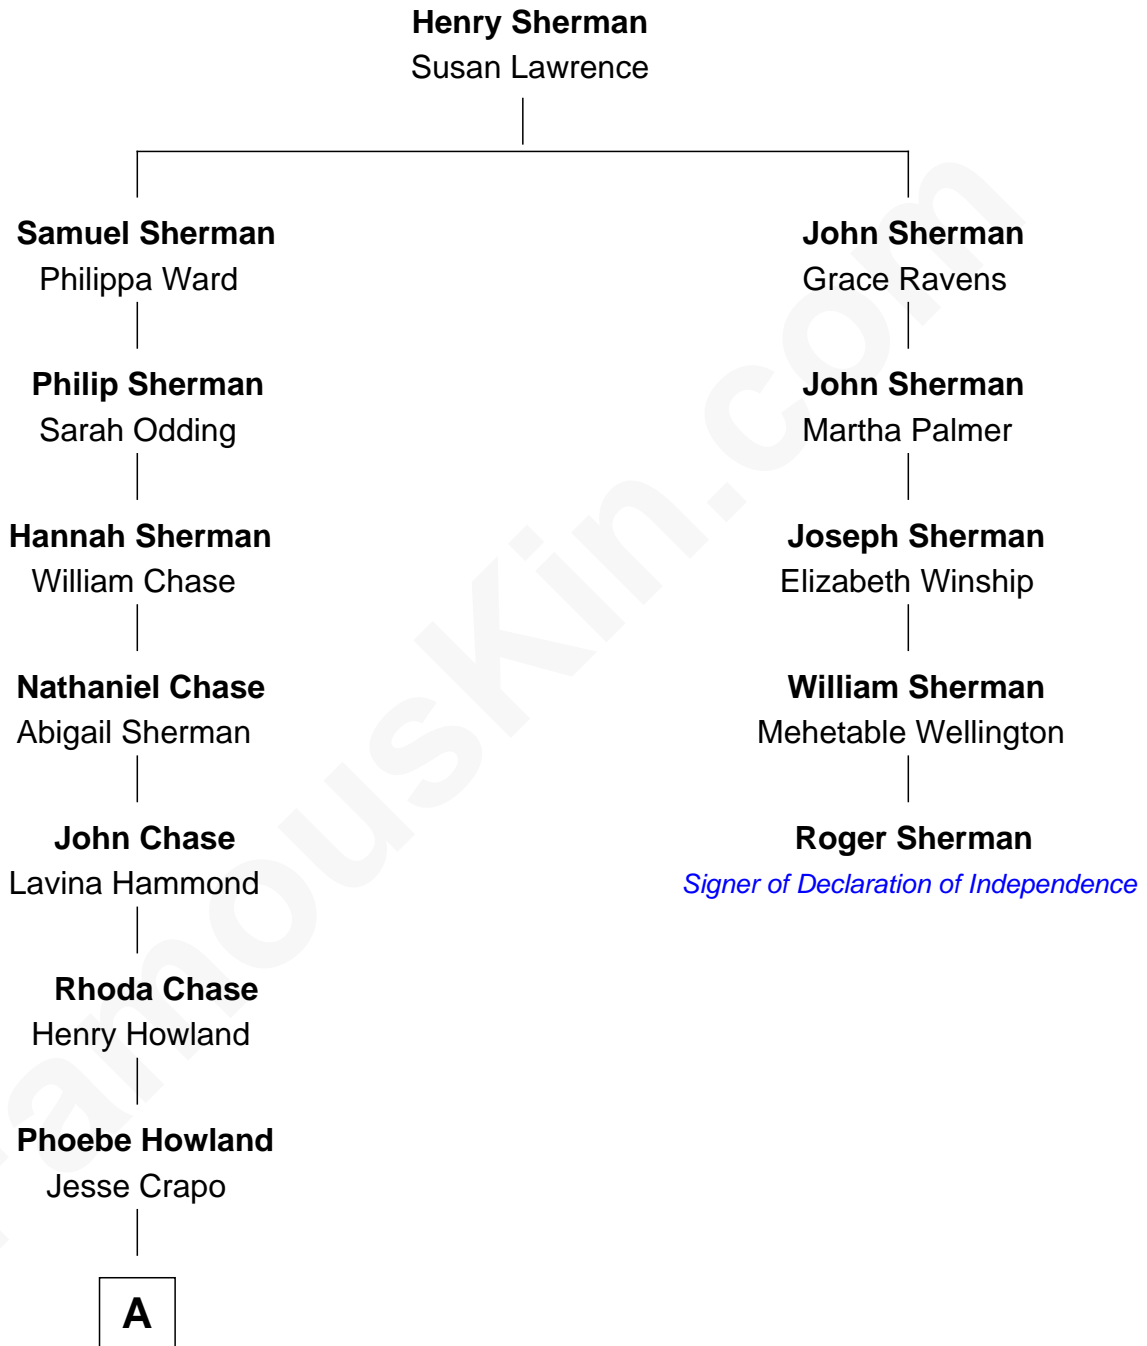 Henry Sherman
Susan Lawrence
Samuel Sherman
Philippa Ward
John Sherman
Grace Ravens
Philip Sherman
Sarah Odding
John Sherman
Martha Palmer
Hannah Sherman
William Chase
Joseph Sherman
Elizabeth Winship
Nathaniel Chase
Abigail Sherman
William Sherman
Mehetable Wellington
John Chase
Lavina Hammond
Roger Sherman
Signer of Declaration of Independence
Rhoda Chase
Henry Howland
Phoebe Howland
Jesse Crapo
A
FamousKin.com